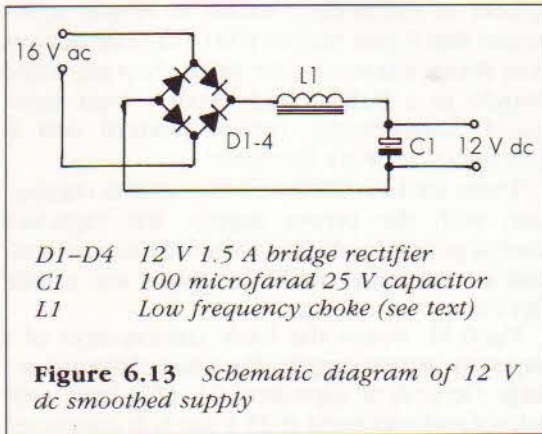 16 V ac
L1
D1-4
C1
12 V dc
D1–D4 12 V 1.5 A bridge rectifier
C1 100 microfarad 25 V capacitor
L1 Low frequency choke (see text)
Figure 6.13 Schematic diagram of 12 V
dc smoothed supply